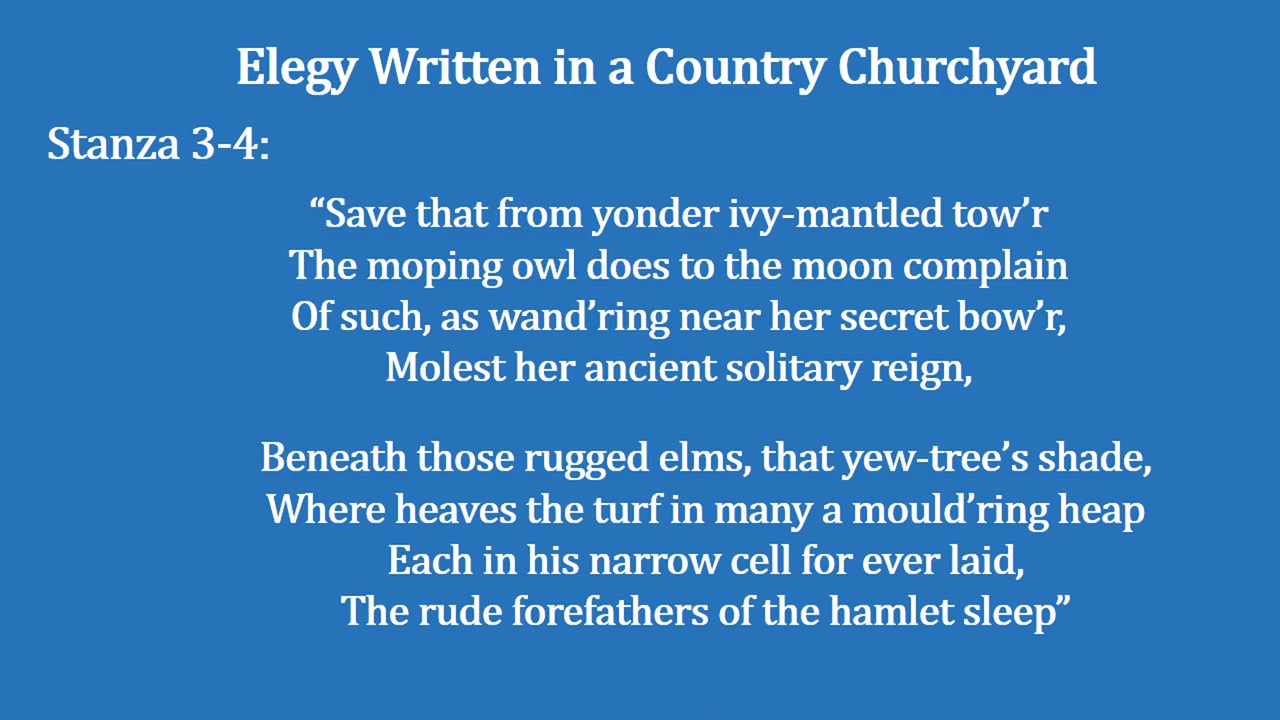 Elegy Written in a Country Churchyard
Stanza 3-4:
“Save that from yonder ivy-mantled tow’r
The moping owl does to the moon complain
Of such, as wand’ring near her secret bow’r,
Molest her ancient solitary reign,
Beneath those rugged elms, that yew-tree’s shade,
Where heaves the turf in many a mould’ring heap
Each in his narrow cell for ever laid,
The rude forefathers of the hamlet sleep”